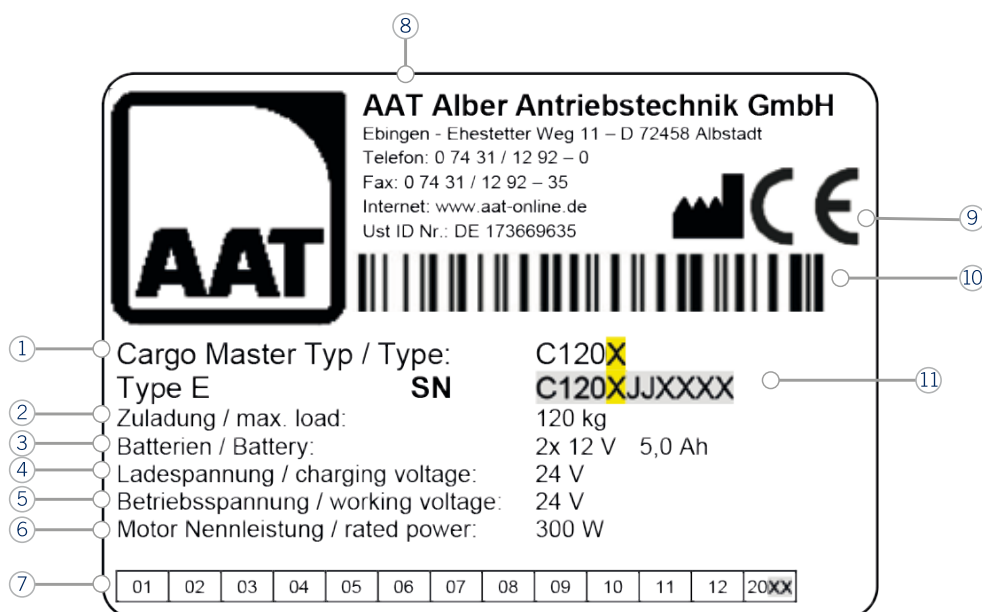 8
AAT Alber Antriebstechnik GmbH
Ebingen - Ehestetter Weg 11 – D 72458 Albstadt
Telefon: 0 74 31 / 12 92 – 0
Fax: 0 74 31 / 12 92 – 35
Internet: www.aat-online.de
Ust ID Nr.: DE 173669635
CE 9
AAT
10
1 Cargo Master Typ / Type: C120X
Type E SN C120XJJXXXX 11
2 Zuladung / max. load: 120 kg
3 Batterien / Battery: 2x 12 V 5,0 Ah
4 Ladespannung / charging voltage: 24 V
5 Betriebsspannung / working voltage: 24 V
6 Motor Nennleistung / rated power: 300 W
7 01 02 03 04 05 06 07 08 09 10 11 12 20XX